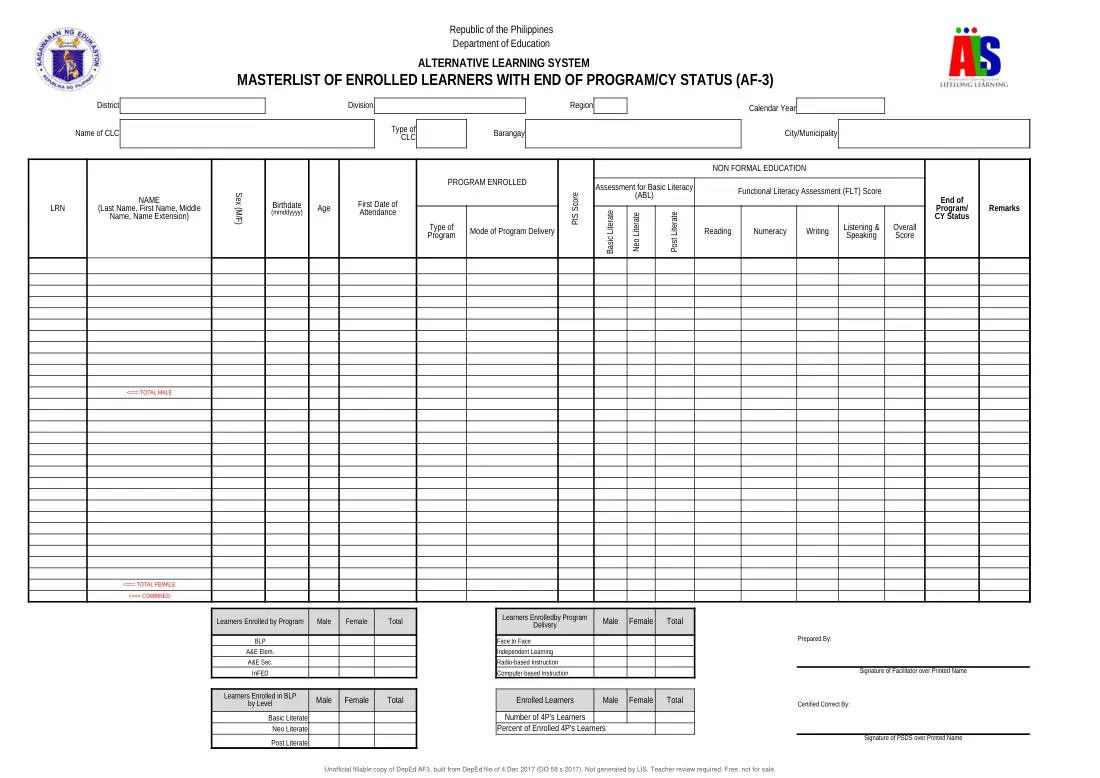 Republic of the Philippines
Department of Education
ALTERNATIVE LEARNING SYSTEM
MASTERLIST OF ENROLLED LEARNERS WITH END OF PROGRAM/CY STATUS (AF-3)
KAGAWARAN NG EDUKASYON
REPUBLIKA NG PILIPINAS
ALS
Alternative Learning System
LIFELONG LEARNING
District
Division
Region
Calendar Year
Name of CLC
Type of
CLC
Barangay
City/Municipality
LRN
NAME
(Last Name, First Name, Middle
Name, Name Extension)
Sex (M/F)
Birthdate
(mmddyyyy)
Age
First Date of
Attendance
PROGRAM ENROLLED
Type of
Program
Mode of Program Delivery
PIS Score
NON FORMAL EDUCATION
Assessment for Basic Literacy
(ABL)
Basic Literate
Neo Literate
Post Literate
Functional Literacy Assessment (FLT) Score
Reading
Numeracy
Writing
Listening &
Speaking
Overall
Score
End of
Program/
CY Status
Remarks
<=== TOTAL MALE
<=== TOTAL FEMALE
<=== COMBINED
Learners Enrolled by Program Male Female Total
BLP
A&E Elem.
A&E Sec.
InFED
Learners Enrolledby Program
Delivery
Male Female Total
Face to Face
Independent Learning
Radio-based Instruction
Computer-based Instruction
Prepared By:
Signature of Facilitator over Printed Name
Learners Enrolled in BLP
by Level
Male Female Total
Basic Literate
Neo Literate
Post Literate
Enrolled Learners Male Female Total
Number of 4P's Learners
Percent of Enrolled 4P's Learners
Certified Correct By:
Signature of PSDS over Printed Name
Unofficial fillable copy of DepEd AF3, built from DepEd file of 4 Dec 2017 (DO 58 s.2017). Not generated by LIS. Teacher review required. Free, not for sale.